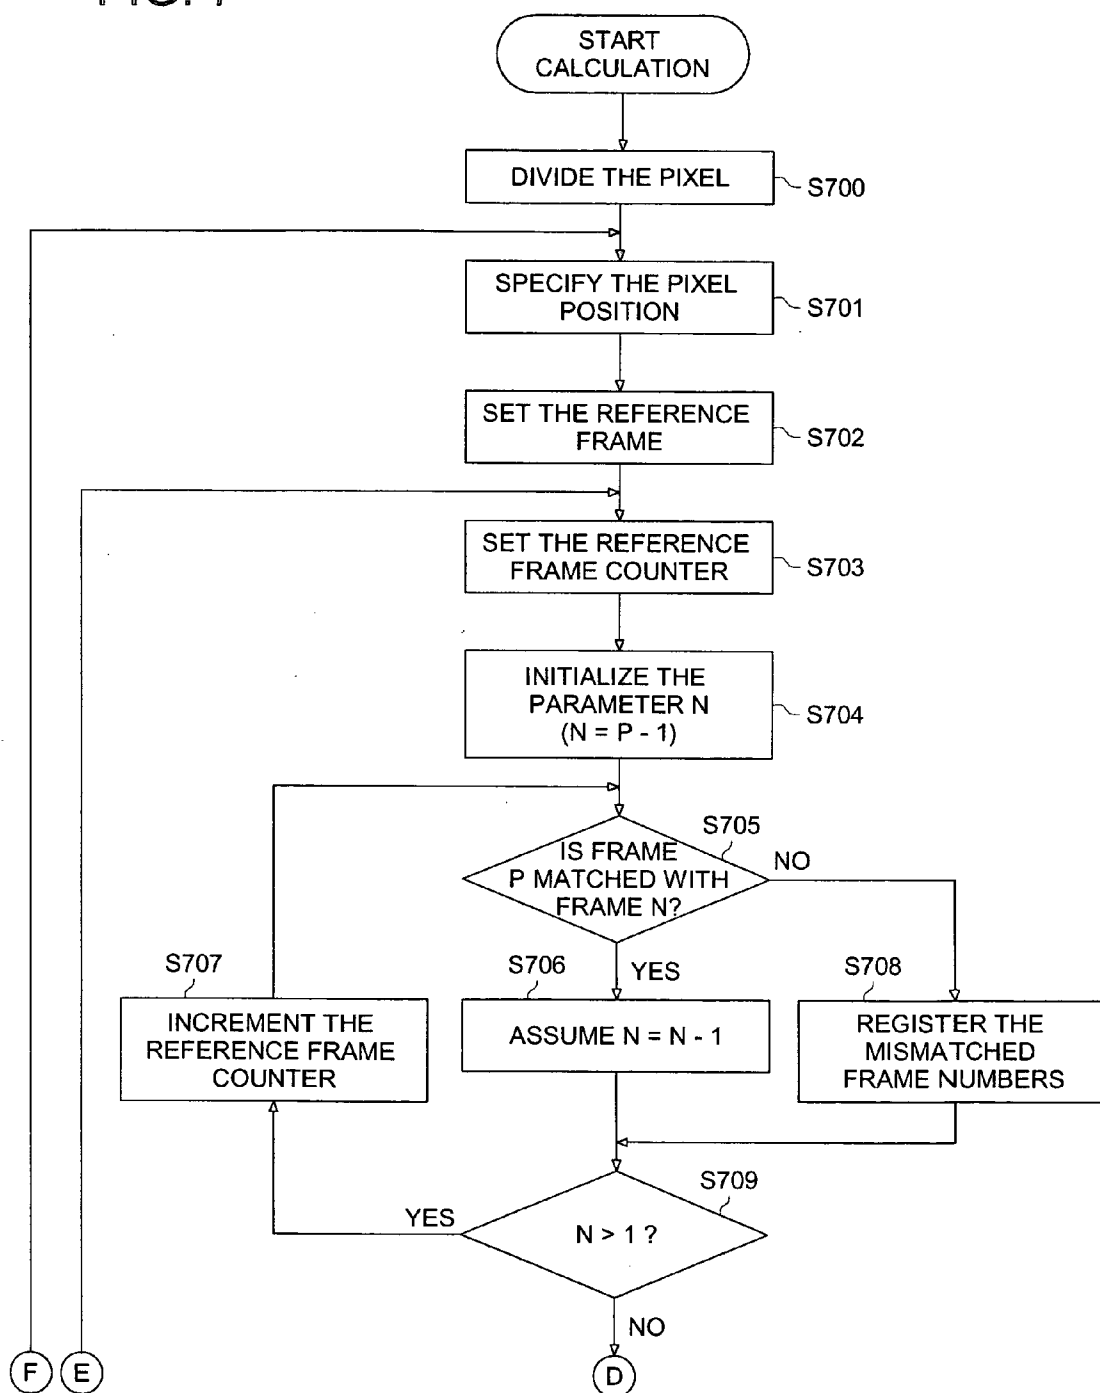 START
CALCULATION
DIVIDE THE PIXEL
S700
SPECIFY THE PIXEL
POSITION
S701
SET THE REFERENCE
FRAME
S702
SET THE REFERENCE
FRAME COUNTER
S703
INITIALIZE THE
PARAMETER N
(N = P - 1)
S704
S705
IS FRAME
P MATCHED WITH
FRAME N?
NO
YES
S707
INCREMENT THE
REFERENCE FRAME
COUNTER
S706
ASSUME N = N - 1
S708
REGISTER THE
MISMATCHED
FRAME NUMBERS
S709
N > 1 ?
YES
NO
F
E
D